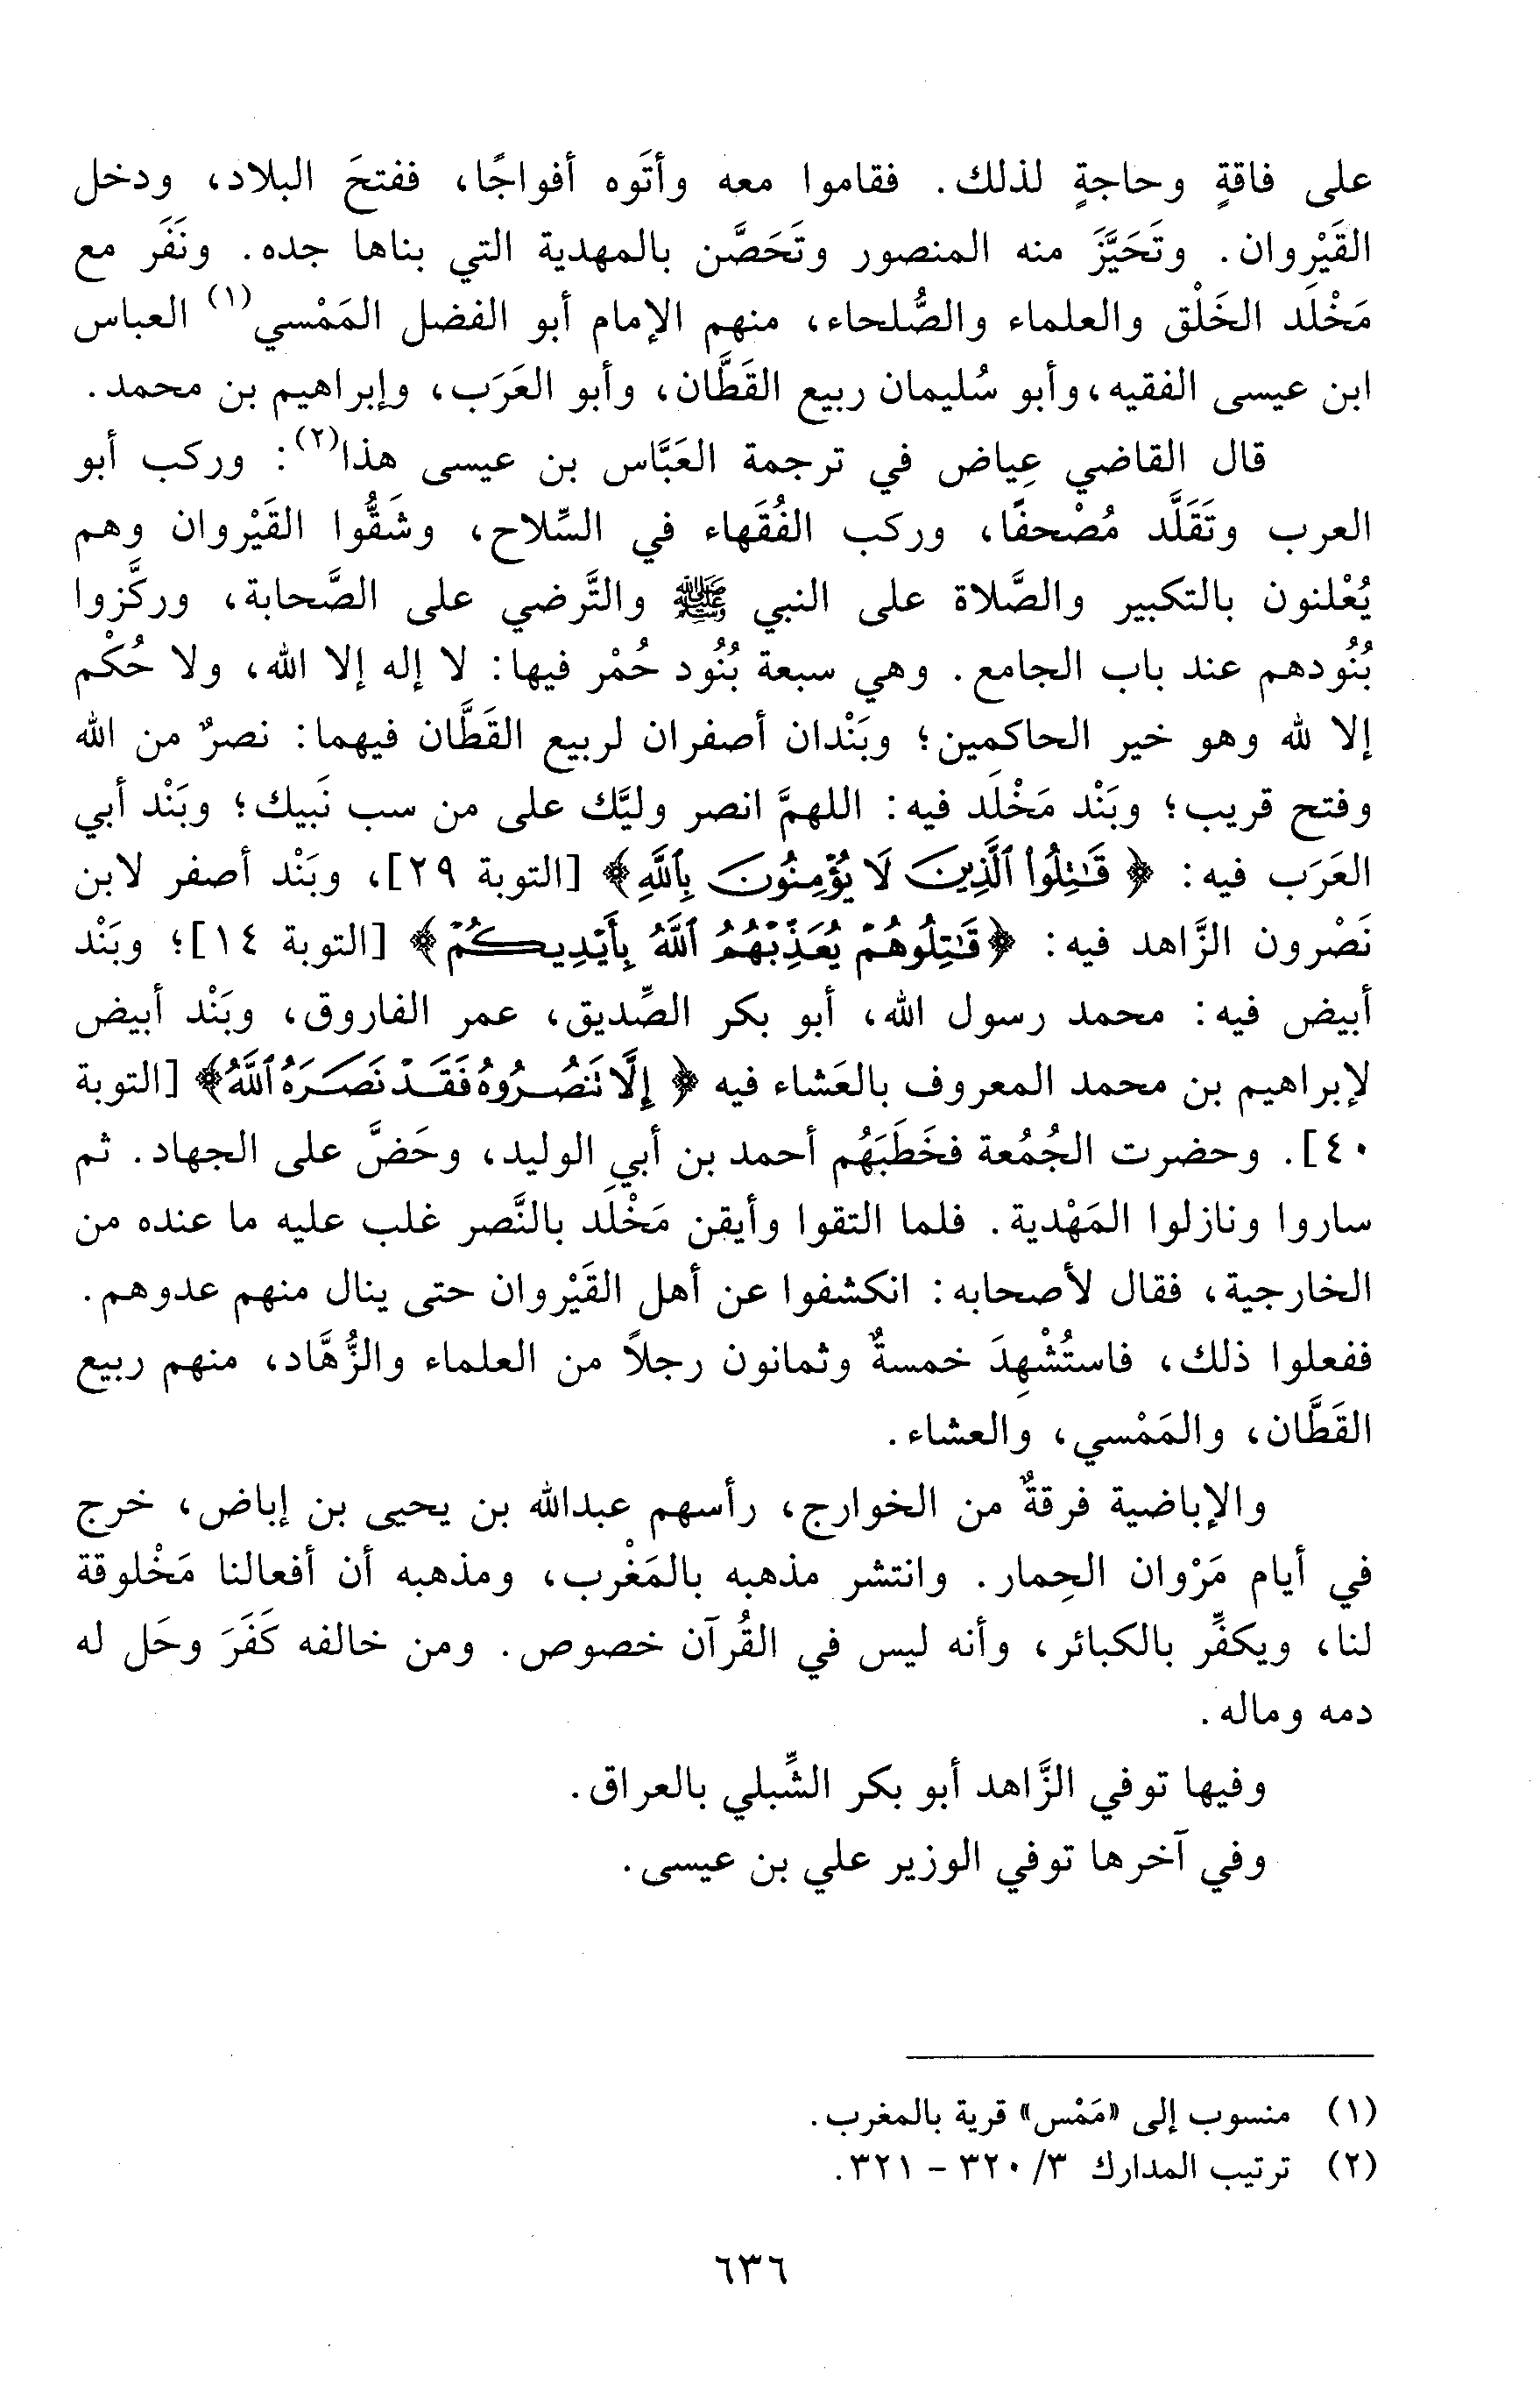 على فاقةٍ وحاجةٍ لذلك. فقاموا معه وأتَوه أفواجًا، ففتحَ البلاد، ودخل
القَيْروان. وتَحَيَّزَ منه المنصور وتَحَصَّن بالمهدية التي بناها جده. ونَفَر مع
مَخْلَد الخَلْق والعلماء والصُّلحاء، منهم الإمام أبو الفضل المَمْسي(١) العباس
ابن عيسى الفقيه، وأبو سُليمان ربيع القَطَّان، وأبو العَرَب، وإبراهيم بن محمد.
قال القاضي عِياض في ترجمة العَبَّاس بن عيسى هذا(٢): وركب أبو
العرب وتَقَلَّد مُصْحفًا، وركب الفُقَهاء في السِّلاح، وشَقُّوا القَيْروان وهم
يُعْلنون بالتكبير والصَّلاة على النبي ﷺ والتَّرضي على الصَّحابة، وركَّزوا
بُنُودهم عند باب الجامع. وهي سبعة بُنُود حُمْر فيها: لا إله إلا الله، ولا حُكْم
إلا لله وهو خير الحاكمين؛ وبَنْدان أصفران لربيع القَطَّان فيهما: نصرٌ من الله
وفتح قريب؛ وبَنْد مَخْلَد فيه: اللهمَّ انصر وليَّك على من سب نَبيك؛ وبَنْد أبي
العَرَب فيه: ﴿ قَٰتِلُوا۟ ٱلَّذِينَ لَا يُؤْمِنُونَ بِٱللَّهِ﴾ [التوبة ٢٩]، وبَنْد أصفر لابن
نَصْرون الزَّاهد فيه: ﴿قَٰتِلُوهُمْ يُعَذِّبْهُمُ ٱللَّهُ بِأَيْدِيكُمْ﴾ [التوبة ١٤]؛ وبَنْد
أبيض فيه: محمد رسول الله، أبو بكر الصِّديق، عمر الفاروق، وبَنْد أبيض
لإبراهيم بن محمد المعروف بالعَشاء فيه ﴿ إِلَّا نَنصُرُوهُ فَقَدْ نَصَرَهُ ٱللَّهُ﴾ [التوبة
٤٠]. وحضرت الجُمُعة فخَطَبَهُم أحمد بن أبي الوليد، وحَضَّ على الجهاد. ثم
ساروا ونازلوا المَهْدية. فلما التقوا وأيقن مَخْلَد بالنَّصر غلب عليه ما عنده من
الخارجية، فقال لأصحابه: انكشفوا عن أهل القَيْروان حتى ينال منهم عدوهم.
ففعلوا ذلك، فاستُشْهِدَ خمسةٌ وثمانون رجلاً من العلماء والزُّهَّاد، منهم ربيع
القَطَّان، والمَمْسي، والعشاء.
والإباضية فرقةٌ من الخوارج، رأسهم عبدالله بن يحيى بن إباض، خرج
في أيام مَرْوان الحِمار. وانتشر مذهبه بالمَغْرب، ومذهبه أن أفعالنا مَخْلوقة
لنا، ويكفِّر بالكبائر، وأنه ليس في القُرآن خصوص. ومن خالفه كَفَرَ وحَل له
دمه وماله.
وفيها توفي الزَّاهد أبو بكر الشِّبلي بالعراق.
وفي آخرها توفي الوزير علي بن عيسى.
(١) منسوب إلى «مَمْس» قرية بالمغرب.
(٢) ترتيب المدارك ٣/ ٣٢٠ - ٣٢١.
٦٣٦